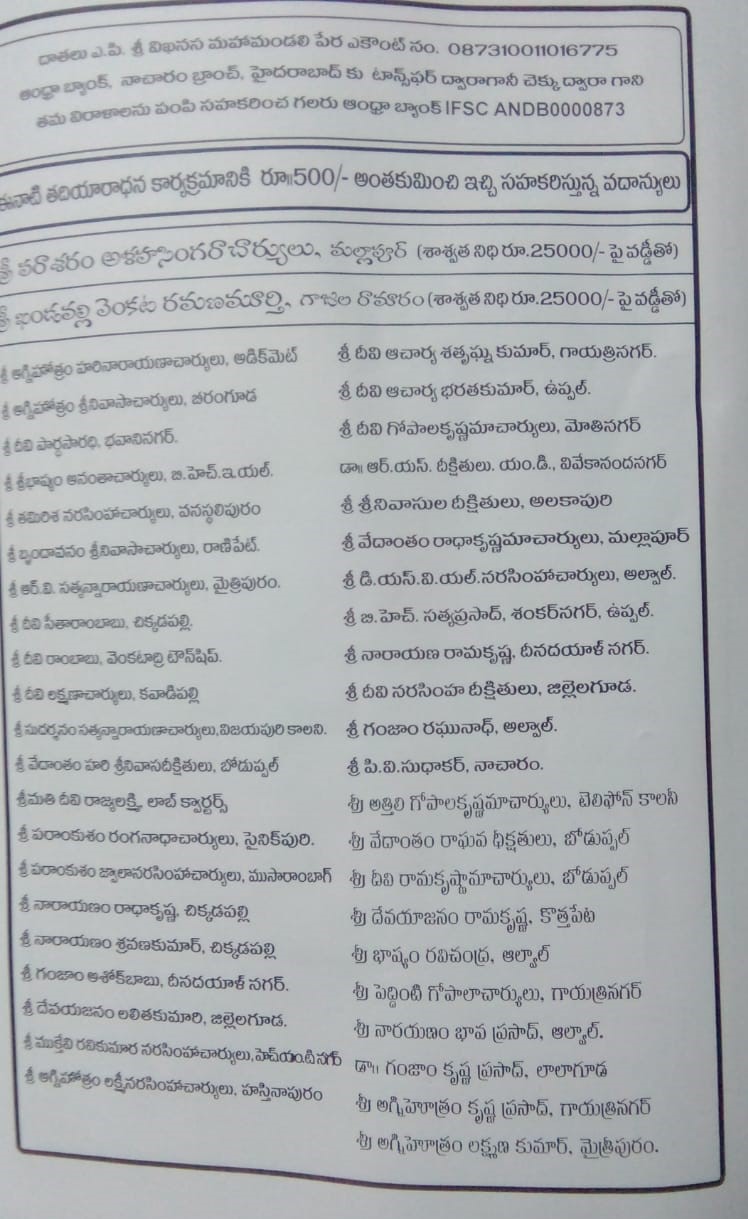 దాతలు ఎ.పి. శ్రీ విఖనస మహామండలి పేర ఎకౌంట్ నం. 087310011016775
ఆంధ్రా బ్యాంక్, నాచారం బ్రాంచ్, హైదరాబాద్ కు టాన్స్‌ఫర్ ద్వారాగానీ చెక్కు ద్వారా గాని
తమ విరాళాలను పంపి సహకరించ గలరు ఆంధ్రా బ్యాంక్ IFSC ANDB0000873
ఈనాటి తదియారాధన కార్యక్రమానికి రూ॥500/- అంతకుమించి ఇచ్చి సహకరిస్తున్న వదాన్యులు
శ్రీ పరాశరం అళహసింగరాచార్యులు, మల్లాపూర్ (శాశ్వత నిధి రూ.25000/- పై వడ్డీతో)
శ్రీ ఖండవల్లి వెంకట రమణమూర్తి, గాజుల రామారం (శాశ్వత నిధి రూ.25000/- పై వడ్డీతో)
శ్రీ అగ్నిహోత్రం హరినారాయణాచార్యులు, ఆడిక్‌మెట్
శ్రీ అగ్నిహోత్రం శ్రీనివాసాచార్యులు, బీరంగూడ
శ్రీ దీవి పార్థసారథి, భవానినగర్.
శ్రీ శ్రీభాష్యం అనంతాచార్యులు, బి.హెచ్.ఇ.యల్.
శ్రీ తమిరిశ నరసింహాచార్యులు, వనస్థలిపురం
శ్రీ బృందావనం శ్రీనివాసాచార్యులు, రాణిపేట్.
శ్రీ ఆర్.వి. సత్యన్నారాయణాచార్యులు, మైత్రిపురం.
శ్రీ దీవి సీతారాంబాబు, చిక్కడపల్లి.
శ్రీ దీవి రాంబాబు, వెంకటాద్రి టౌన్‌షిప్.
శ్రీ దీవి లక్ష్మణాచార్యులు, కవాడిపల్లి
శ్రీ సుదర్శనం సత్యన్నారాయణాచార్యులు,విజయపురి కాలని.
శ్రీ వేదాంతం హరి శ్రీనివాసదీక్షితులు, బోడుప్పల్
శ్రీమతి దీవి రాజ్యలక్ష్మి, లాబ్ క్వార్టర్స్
శ్రీ పరాంకుశం రంగనాధాచార్యులు, సైనిక్‌పురి.
శ్రీ పరాంకుశం జ్వాలానరసింహాచార్యులు, ముసారాంబాగ్
శ్రీ నారాయణం రాధాకృష్ణ, చిక్కడపల్లి
శ్రీ నారాయణం శ్రవణకుమార్, చిక్కడపల్లి
శ్రీ గంజాం అశోక్‌బాబు, దీనదయాళ్ నగర్.
శ్రీ దేవయజనం లలితకుమారి, జిల్లెలగూడ.
శ్రీ ముక్తేవి రవికుమార నరసింహాచార్యులు,హెచ్.యం.టి నగర్
శ్రీ అగ్నిహోత్రం లక్ష్మీనరసింహాచార్యులు, హస్తినాపురం
శ్రీ దీవి ఆచార్య శతృఘ్న కుమార్, గాయత్రినగర్.
శ్రీ దీవి ఆచార్య భరతకుమార్, ఉప్పల్.
శ్రీ దీవి గోపాలకృష్ణమాచార్యులు, మోతినగర్
డా॥ ఆర్.యస్. దీక్షితులు. యం.డి., వివేకానందనగర్
శ్రీ శ్రీనివాసుల దీక్షితులు, అలకాపురి
శ్రీ వేదాంతం రాధాకృష్ణమాచార్యులు, మల్లాపూర్
శ్రీ డి.యస్.వి.యల్.నరసింహాచార్యులు, అల్వాల్.
శ్రీ బి.హెచ్. సత్యప్రసాద్, శంకర్‌నగర్, ఉప్పల్.
శ్రీ నారాయణ రామకృష్ణ, దీనదయాళ్ నగర్.
శ్రీ దీవి నరసింహ దీక్షితులు, జిల్లెలగూడ.
శ్రీ గంజాం రఘునాధ్, అల్వాల్.
శ్రీ పి.వి.సుధాకర్, నాచారం.
శ్రీ అత్తిలి గోపాలకృష్ణమాచార్యులు, టెలిఫోన్ కాలనీ
శ్రీ వేదాంతం రాఘవ ధీక్షతులు, బోడుప్పల్
శ్రీ దీవి రామకృష్ణామాచార్యులు, బోడుప్పల్
శ్రీ దేవయాజనం రామకృష్ణ, కొత్తపేట
శ్రీ భాష్యం రవిచంద్ర, ఆల్వాల్
శ్రీ పెద్దింటి గోపాలాచార్యులు, గాయత్రినగర్
శ్రీ నారయణం భావ ప్రసాద్, ఆల్వాల్.
డా॥ గంజాం కృష్ణ ప్రసాద్, లాలాగూడ
శ్రీ అగ్నిహోత్రం కృష్ణ ప్రసాద్, గాయత్రినగర్
శ్రీ అగ్నిహోత్రం లక్ష్మణ కుమార్, మైత్రీపురం.